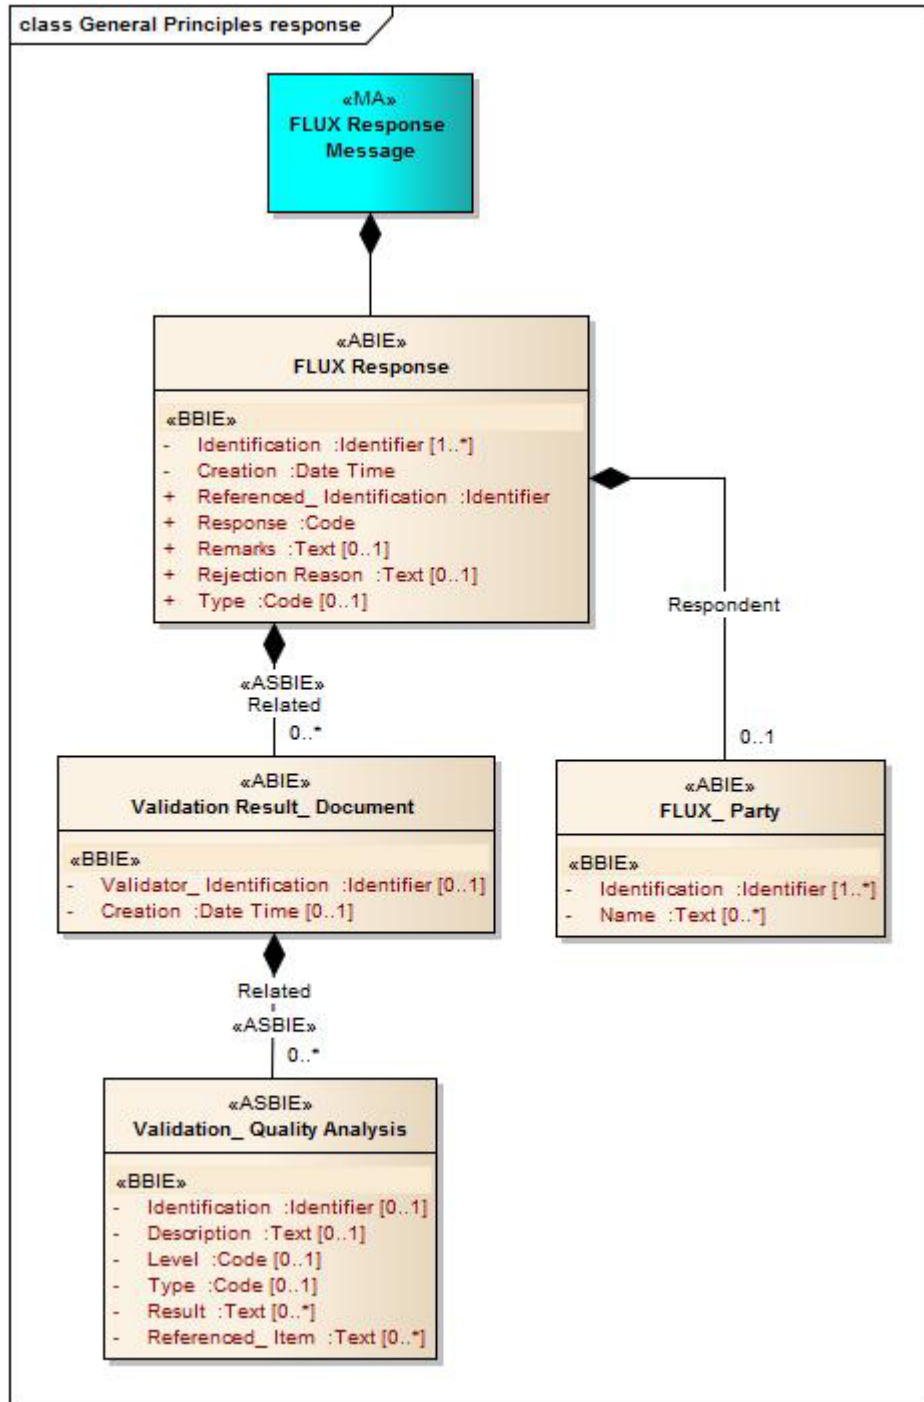 class General Principles response
«MA»
FLUX Response
Message
«ABIE»
FLUX Response
«BBIE»
- Identification :Identifier [1..*]
- Creation :Date Time
+ Referenced_ Identification :Identifier
+ Response :Code
+ Remarks :Text [0..1]
+ Rejection Reason :Text [0..1]
+ Type :Code [0..1]
Respondent
0..1
«ASBIE»
Related
0..*
«ABIE»
Validation Result_ Document
«BBIE»
- Validator_ Identification :Identifier [0..1]
- Creation :Date Time [0..1]
«ABIE»
FLUX_ Party
«BBIE»
- Identification :Identifier [1..*]
- Name :Text [0..*]
Related
«ASBIE»
0..*
«ASBIE»
Validation_ Quality Analysis
«BBIE»
- Identification :Identifier [0..1]
- Description :Text [0..1]
- Level :Code [0..1]
- Type :Code [0..1]
- Result :Text [0..*]
- Referenced_ Item :Text [0..*]